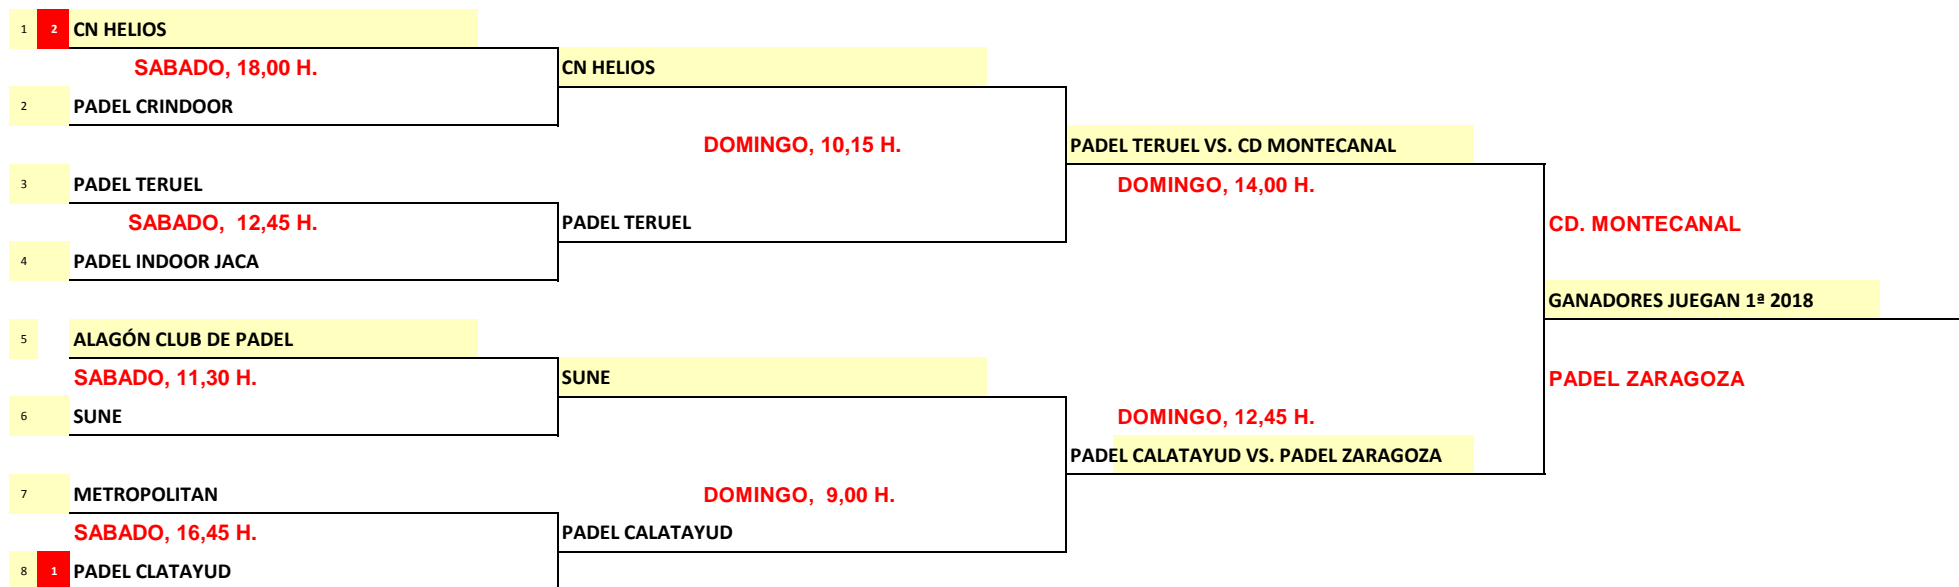 1 2 CN HELIOS
SABADO, 18,00 H.
CN HELIOS
2 PADEL CRINDOOR
DOMINGO, 10,15 H.
PADEL TERUEL VS. CD MONTECANAL
3 PADEL TERUEL
DOMINGO, 14,00 H.
SABADO, 12,45 H.
PADEL TERUEL
CD. MONTECANAL
4 PADEL INDOOR JACA
GANADORES JUEGAN 1ª 2018
5 ALAGÓN CLUB DE PADEL
SABADO, 11,30 H.
SUNE
PADEL ZARAGOZA
6 SUNE
DOMINGO, 12,45 H.
PADEL CALATAYUD VS. PADEL ZARAGOZA
7 METROPOLITAN
DOMINGO, 9,00 H.
SABADO, 16,45 H.
PADEL CALATAYUD
8 1 PADEL CLATAYUD